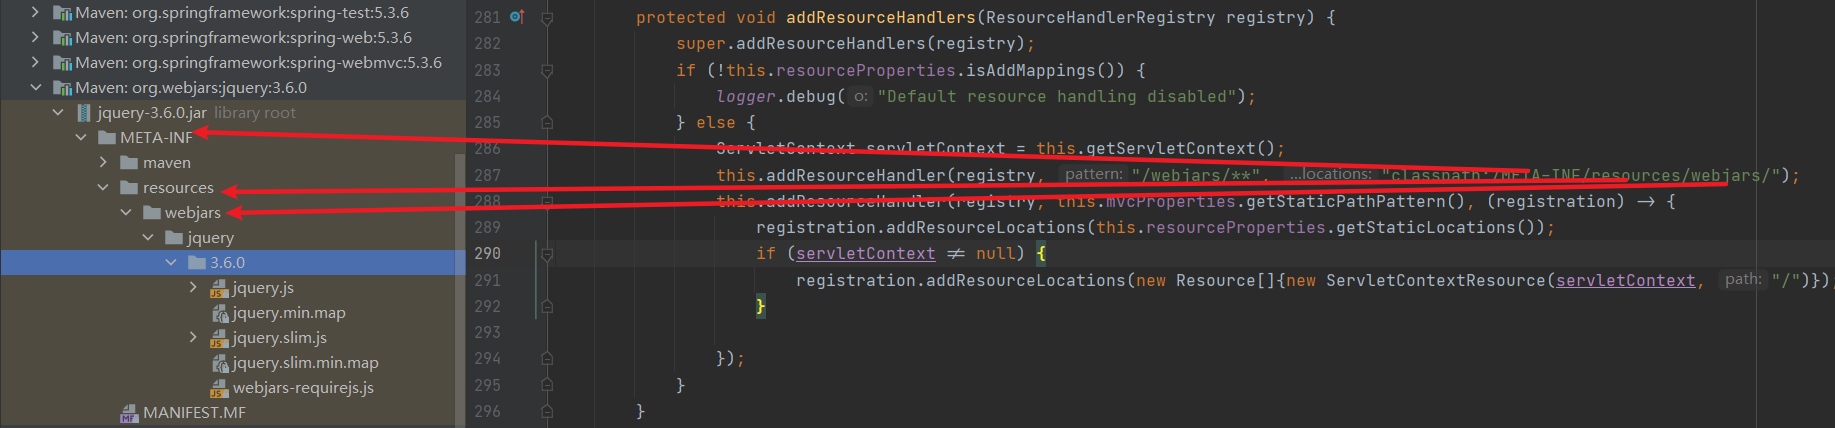 Maven: org.springframework:spring-test:5.3.6
Maven: org.springframework:spring-web:5.3.6
Maven: org.springframework:spring-webmvc:5.3.6
Maven: org.webjars:jquery:3.6.0
jquery-3.6.0.jar library root
META-INF
maven
resources
webjars
jquery
3.6.0
jquery.js
jquery.min.map
jquery.slim.js
jquery.slim.min.map
webjars-requirejs.js
MANIFEST.MF
281 protected void addResourceHandlers(ResourceHandlerRegistry registry) {
282 super.addResourceHandlers(registry);
283 if (!this.resourceProperties.isAddMappings()) {
284 logger.debug( o: "Default resource handling disabled");
285 } else {
286 ServletContext servletContext = this.getServletContext();
287 this.addResourceHandler(registry, pattern: "/webjars/**", ...locations: "classpath:/META-INF/resources/webjars/");
288 this.addResourceHandler(registry, this.mvcProperties.getStaticPathPattern(), (registration) → {
289 registration.addResourceLocations(this.resourceProperties.getStaticLocations());
290 if (servletContext ≠ null) {
291 registration.addResourceLocations(new Resource[]{new ServletContextResource(servletContext, path: "/")});
292 }
293
294 });
295 }
296 }